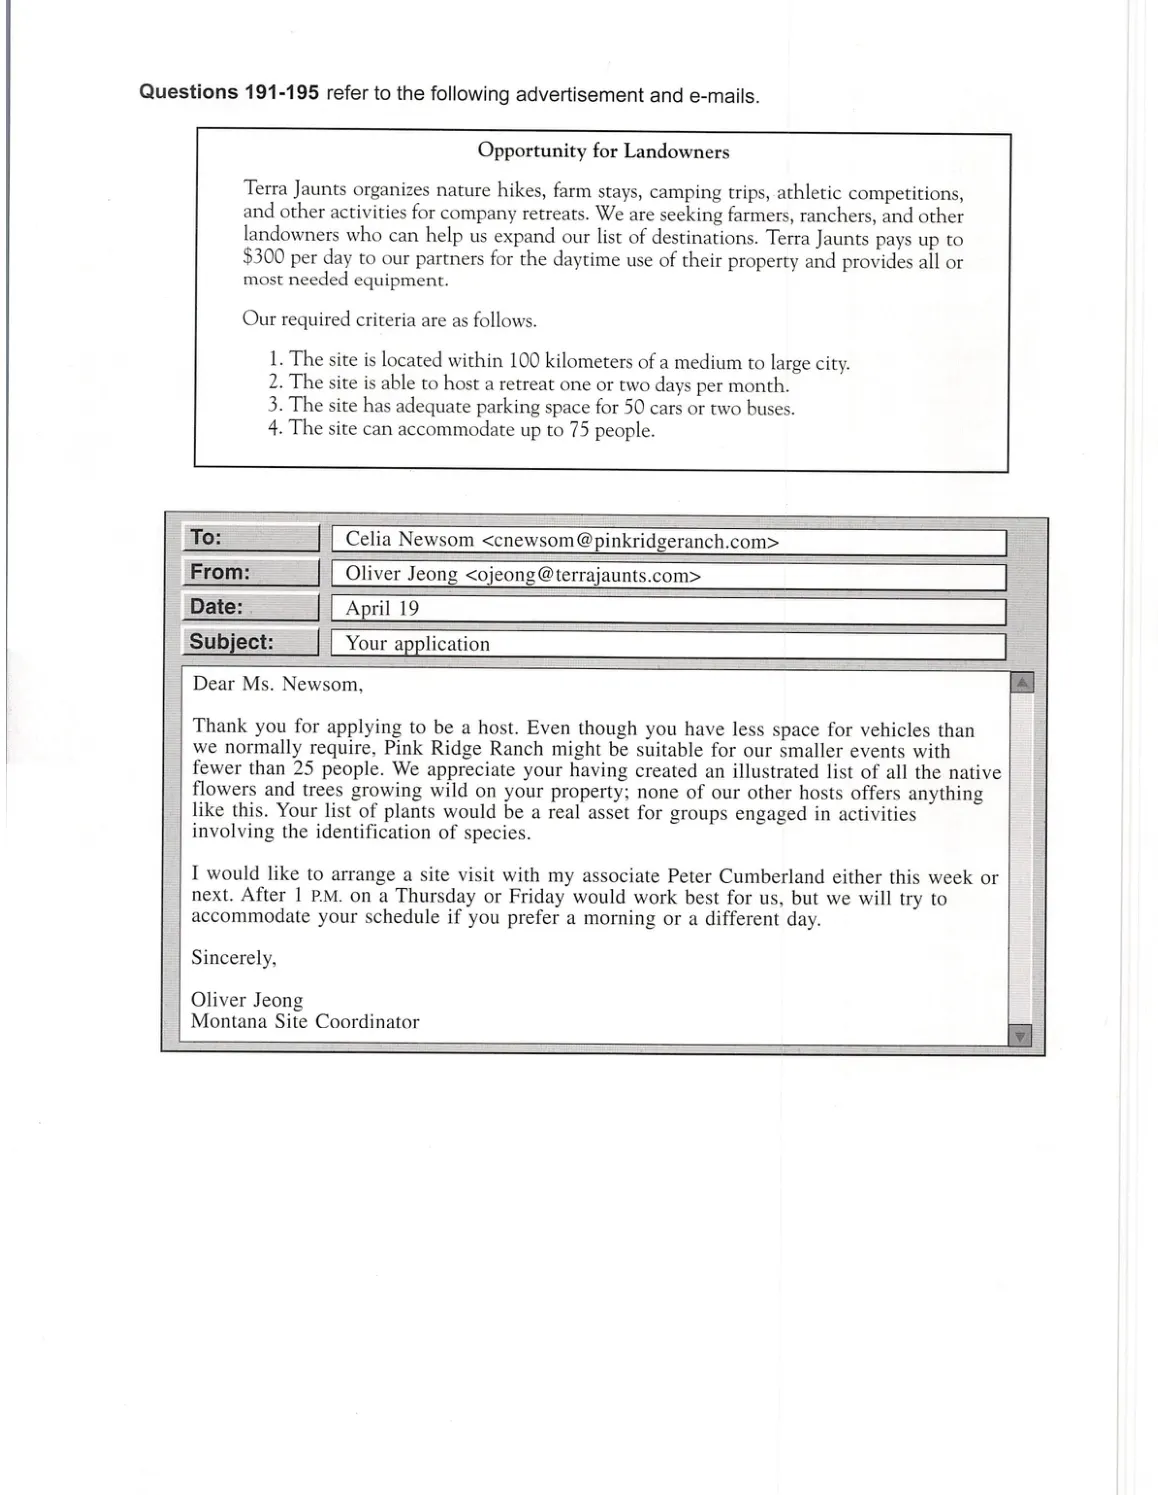 Questions 191-195 refer to the following advertisement and e-mails.
Opportunity for Landowners
Terra Jaunts organizes nature hikes, farm stays, camping trips, athletic competitions,
and other activities for company retreats. We are seeking farmers, ranchers, and other
landowners who can help us expand our list of destinations. Terra Jaunts pays up to
$300 per day to our partners for the daytime use of their property and provides all or
most needed equipment.
Our required criteria are as follows.
1. The site is located within 100 kilometers of a medium to large city.
2. The site is able to host a retreat one or two days per month.
3. The site has adequate parking space for 50 cars or two buses.
4. The site can accommodate up to 75 people.
To: Celia Newsom <cnewsom@pinkridgeranch.com>
From: Oliver Jeong <ojeong@terrajaunts.com>
Date: April 19
Subject: Your application
Dear Ms. Newsom,
Thank you for applying to be a host. Even though you have less space for vehicles than
we normally require, Pink Ridge Ranch might be suitable for our smaller events with
fewer than 25 people. We appreciate your having created an illustrated list of all the native
flowers and trees growing wild on your property; none of our other hosts offers anything
like this. Your list of plants would be a real asset for groups engaged in activities
involving the identification of species.
I would like to arrange a site visit with my associate Peter Cumberland either this week or
next. After 1 P.M. on a Thursday or Friday would work best for us, but we will try to
accommodate your schedule if you prefer a morning or a different day.
Sincerely,
Oliver Jeong
Montana Site Coordinator